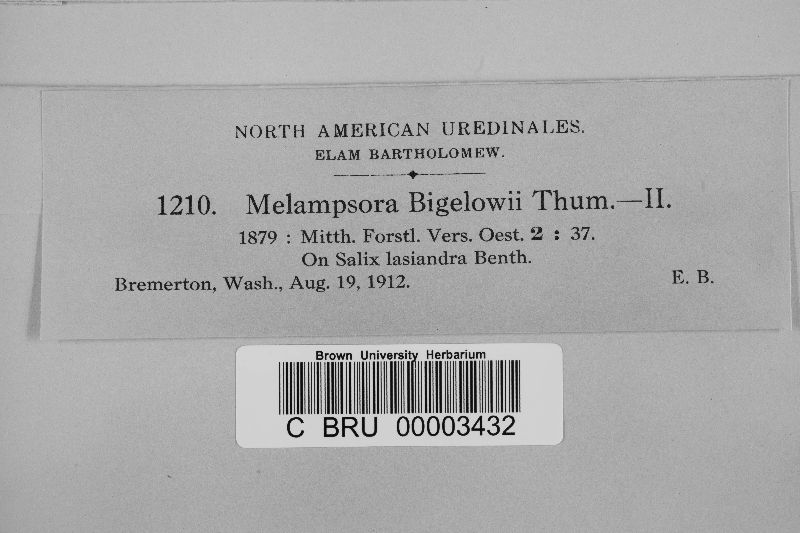 NORTH AMERICAN UREDINALES.
ELAM BARTHOLOMEW.
1210. Melampsora Bigelowii Thum.—II.
1879 : Mitth. Forstl. Vers. Oest. 2 : 37.
On Salix lasiandra Benth.
Bremerton, Wash., Aug. 19, 1912. E. B.
Brown University Herbarium
C BRU 00003432